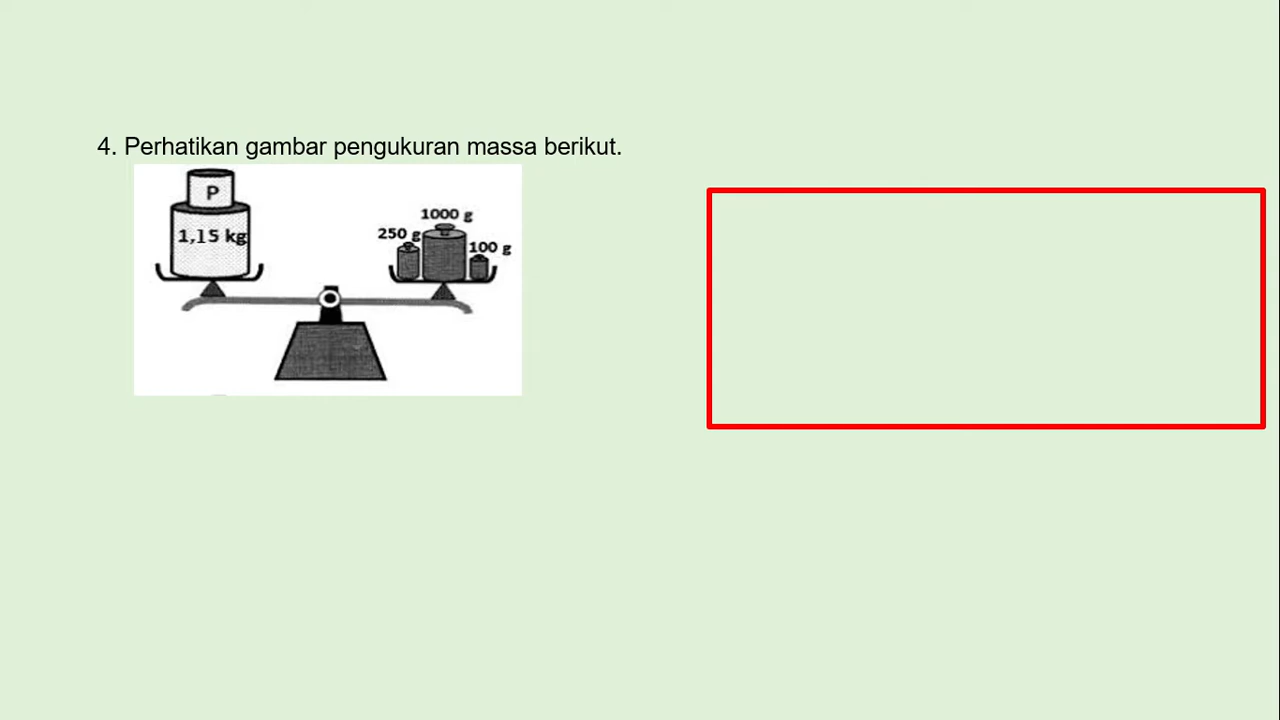 4. Perhatikan gambar pengukuran massa berikut.
P
1,15 kg
1000 g
250 g
100 g